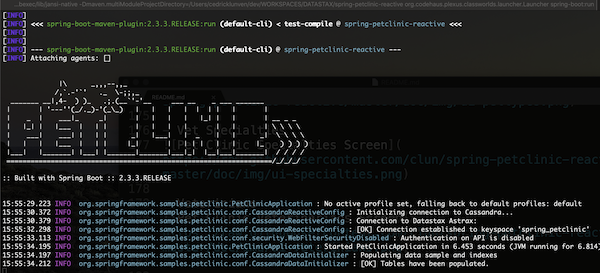 [INFO]
[INFO] <<< spring-boot-maven-plugin:2.3.3.RELEASE:run (default-cli) < test-compile @ spring-petclinic-reactive <<<
[INFO]
[INFO]
[INFO] --- spring-boot-maven-plugin:2.3.3.RELEASE:run (default-cli) @ spring-petclinic-reactive ---
[INFO] Attaching agents: []
:: Built with Spring Boot :: 2.3.3.RELEASE
178
15:55:29.223 INFO org.springframework.samples.petclinic.PetClinicApplication : No active profile set, falling back to default profiles: default
15:55:30.372 INFO org.springframework.samples.petclinic.conf.CassandraReactiveConfig : Initializing connection to Cassandra...
15:55:30.379 INFO org.springframework.samples.petclinic.conf.CassandraReactiveConfig : Connection to Datastax Astrax:
15:55:32.298 INFO org.springframework.samples.petclinic.conf.CassandraReactiveConfig : [OK] Connection established to keyspace 'spring_petclinic'
15:55:33.113 INFO org.springframework.samples.petclinic.conf.security.WebFilterSecurityDisabled : Authentication on API is disabled
15:55:34.195 INFO org.springframework.samples.petclinic.PetClinicApplication : Started PetClinicApplication in 6.453 seconds (JVM running for 6.814)
15:55:34.197 INFO org.springframework.samples.petclinic.conf.CassandraDataInitializer : Populating data sample and indexes
15:55:34.212 INFO org.springframework.samples.petclinic.conf.CassandraDataInitializer : [OK] Tables have been populated.